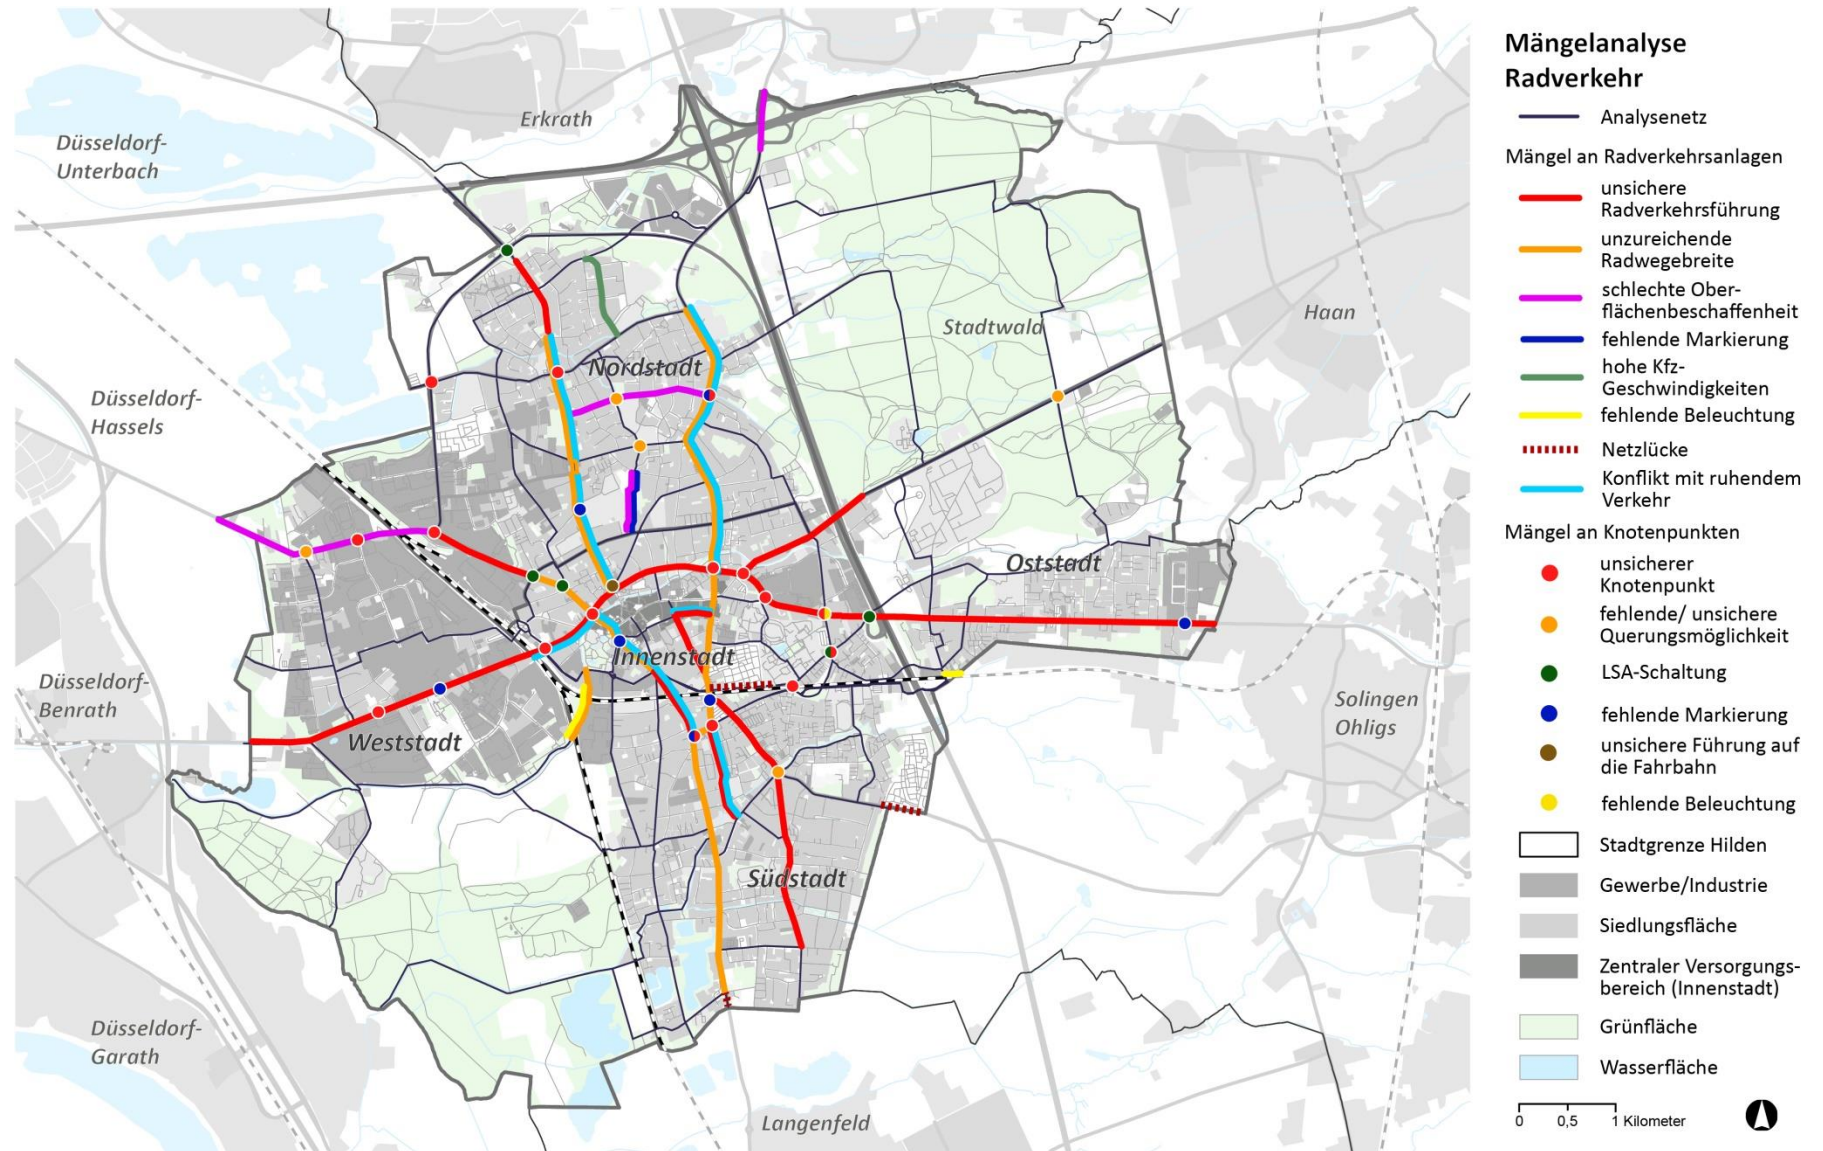 Erkrath
Düsseldorf-
Unterbach
Haan
Stadtwald
Nordstadt
Düsseldorf-
Hassels
Oststadt
Innenstadt
Düsseldorf-
Benrath
Weststadt
Solingen
Ohligs
Südstadt
Düsseldorf-
Garath
Langenfeld
Mängelanalyse
Radverkehr
Analysenetz
Mängel an Radverkehrsanlagen
unsichere
Radverkehrsführung
unzureichende
Radwegebreite
schlechte Ober-
flächenbeschaffenheit
fehlende Markierung
hohe Kfz-
Geschwindigkeiten
fehlende Beleuchtung
Netzlücke
Konflikt mit ruhendem
Verkehr
Mängel an Knotenpunkten
unsicherer
Knotenpunkt
fehlende/ unsichere
Querungsmöglichkeit
LSA-Schaltung
fehlende Markierung
unsichere Führung auf
die Fahrbahn
fehlende Beleuchtung
Stadtgrenze Hilden
Gewerbe/Industrie
Siedlungsfläche
Zentraler Versorgungs-
bereich (Innenstadt)
Grünfläche
Wasserfläche
0 0,5 1 Kilometer